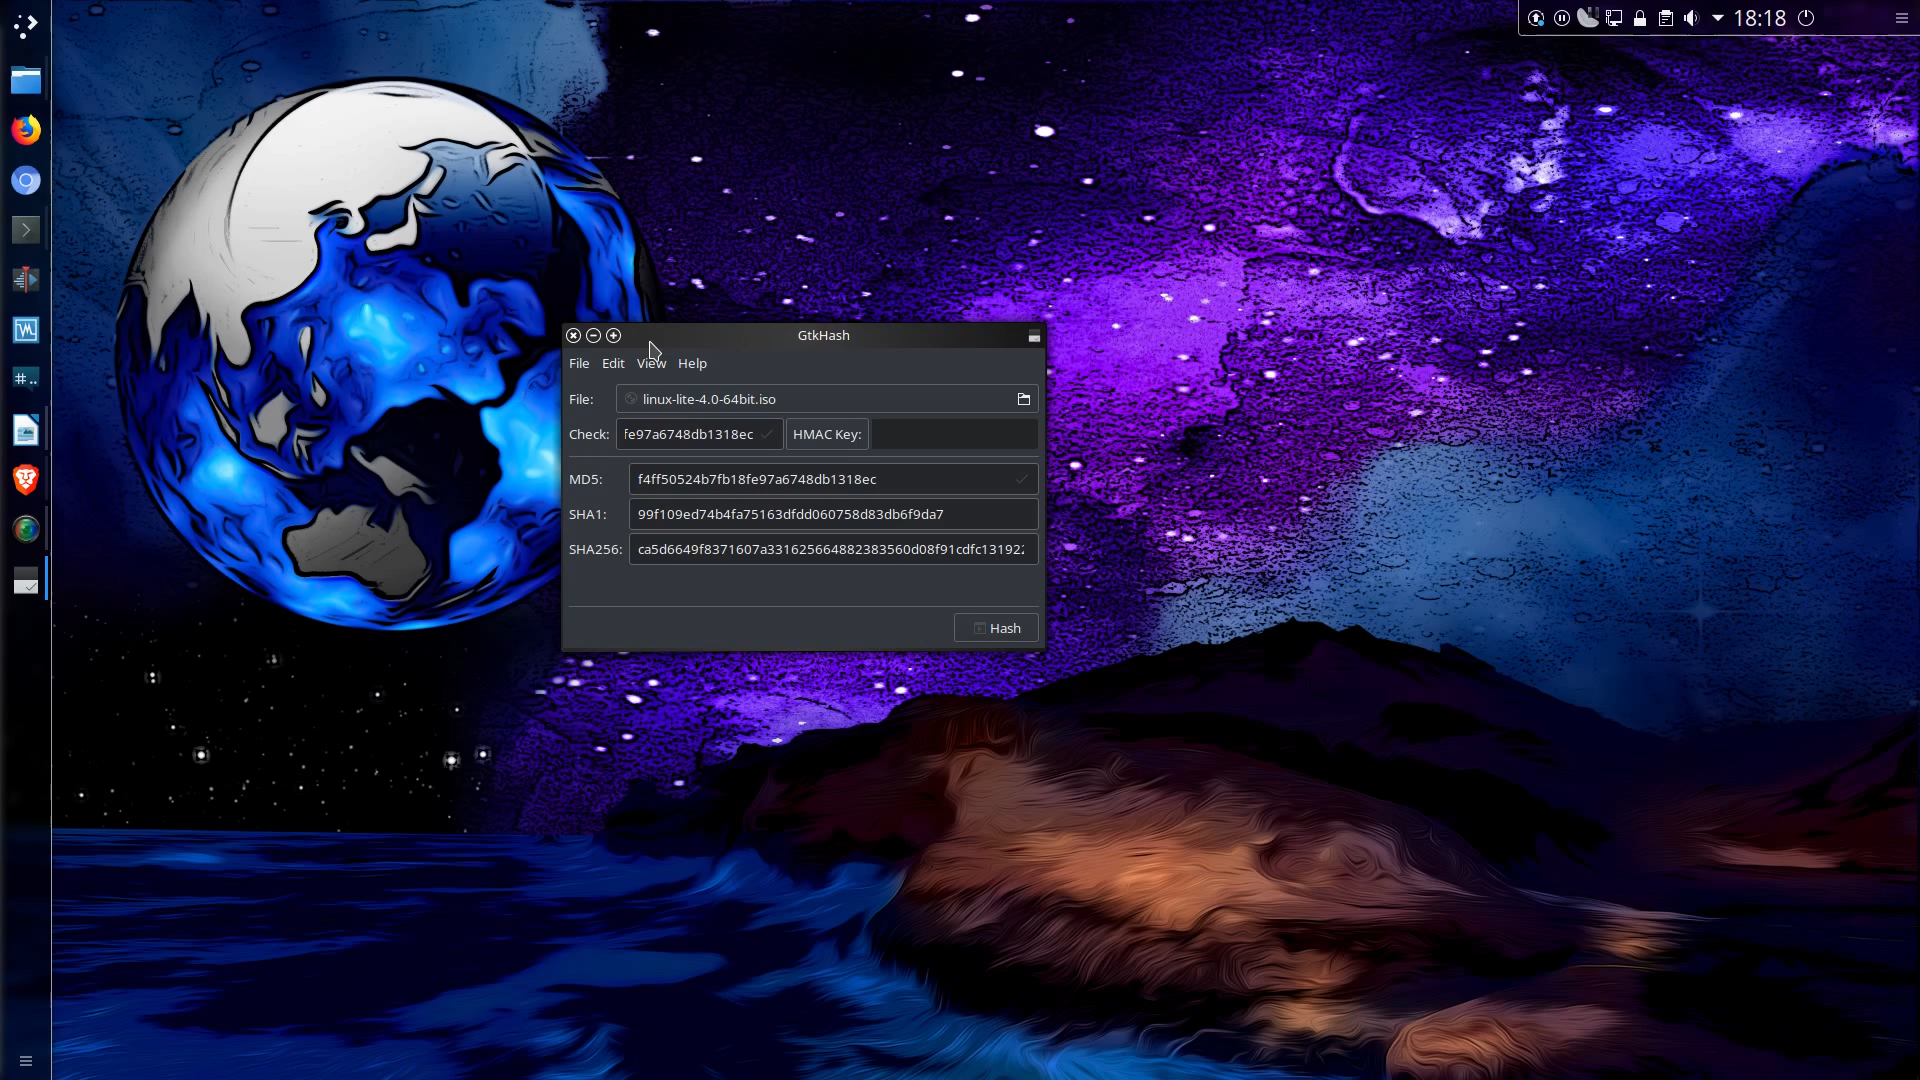 18:18
GtkHash
File Edit View Help
File: linux-lite-4.0-64bit.iso
Check: fe97a6748db1318ec HMAC Key:
MD5: f4ff50524b7fb18fe97a6748db1318ec
SHA1: 99f109ed74b4fa75163dfdd060758d83db6f9da7
SHA256: ca5d6649f8371607a331625664882383560d08f91cdfc13192
Hash
#..